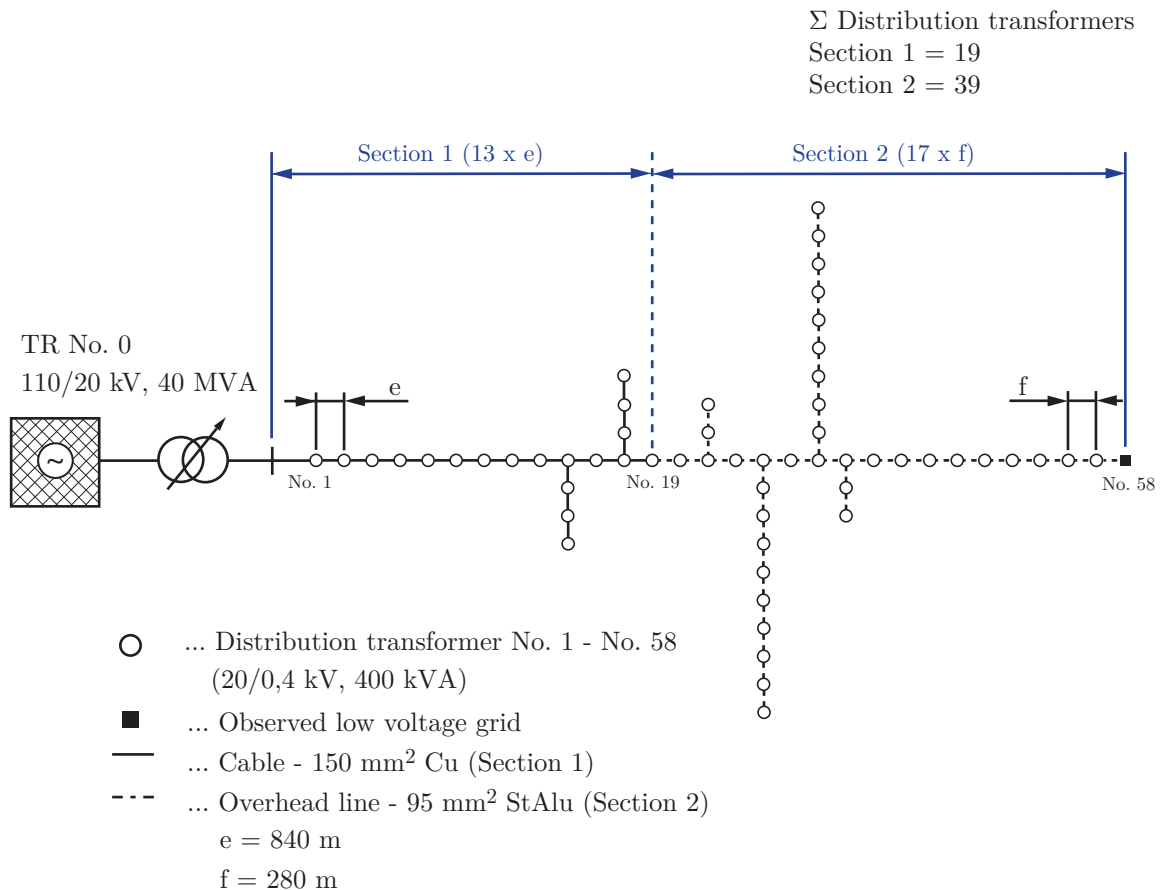 Σ Distribution transformers
Section 1 = 19
Section 2 = 39
Section 1 (13 x e)
Section 2 (17 x f)
TR No. 0
110/20 kV, 40 MVA
e
f
~
No. 1
No. 19
No. 58
... Distribution transformer No. 1 - No. 58
(20/0,4 kV, 400 kVA)
... Observed low voltage grid
... Cable - 150 mm² Cu (Section 1)
... Overhead line - 95 mm² StAlu (Section 2)
e = 840 m
f = 280 m